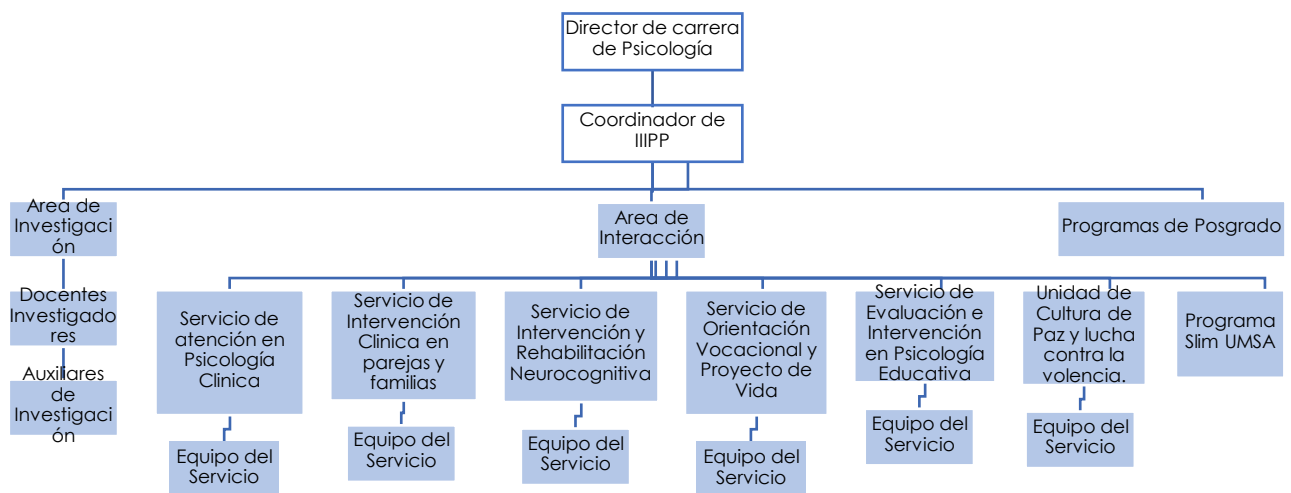 Director de carrera
de Psicología
Coordinador de
IIIPP
Area de
Investigaci
ón
Area de
Interacción
Programas de Posgrado
Docentes
Investigado
res
Auxiliares
de
Investigaci
ón
Servicio de
atención en
Psicología
Clinica
Servicio de
Intervención
Clinica en
parejas y
familias
Servicio de
Intervención y
Rehabilitación
Neurocognitiva
Servicio de
Orientación
Vocacional y
Proyecto de
Vida
Servicio de
Evaluación e
Intervención
en Psicología
Educativa
Unidad de
Cultura de
Paz y lucha
contra la
volencia.
Programa
Slim UMSA
Equipo del
Servicio
Equipo del
Servicio
Equipo del
Servicio
Equipo del
Servicio
Equipo del
Servicio
Equipo del
Servicio